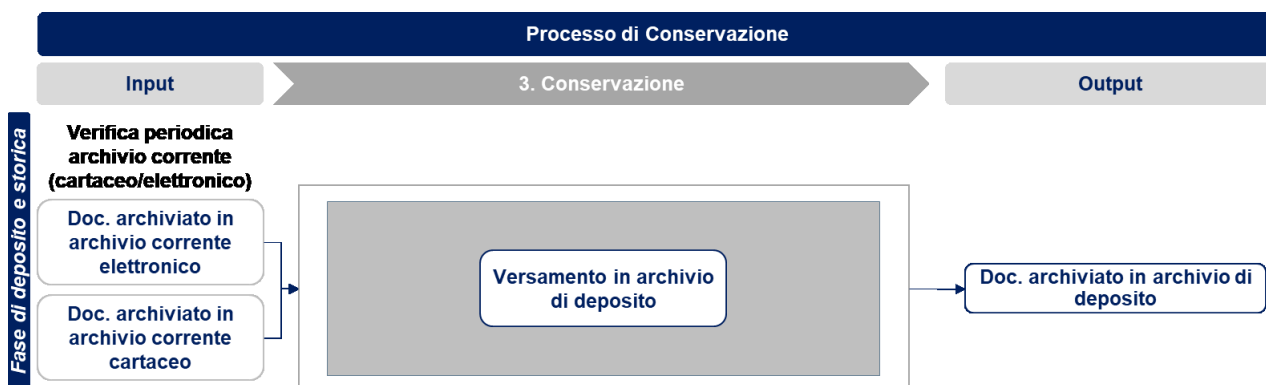 Processo di Conservazione
Input
3. Conservazione
Output
Fase di deposito e storica
Verifica periodica
archivio corrente
(cartaceo/elettronico)
Doc. archiviato in
archivio corrente
elettronico
Doc. archiviato in
archivio corrente
cartaceo
Versamento in archivio
di deposito
Doc. archiviato in archivio di
deposito